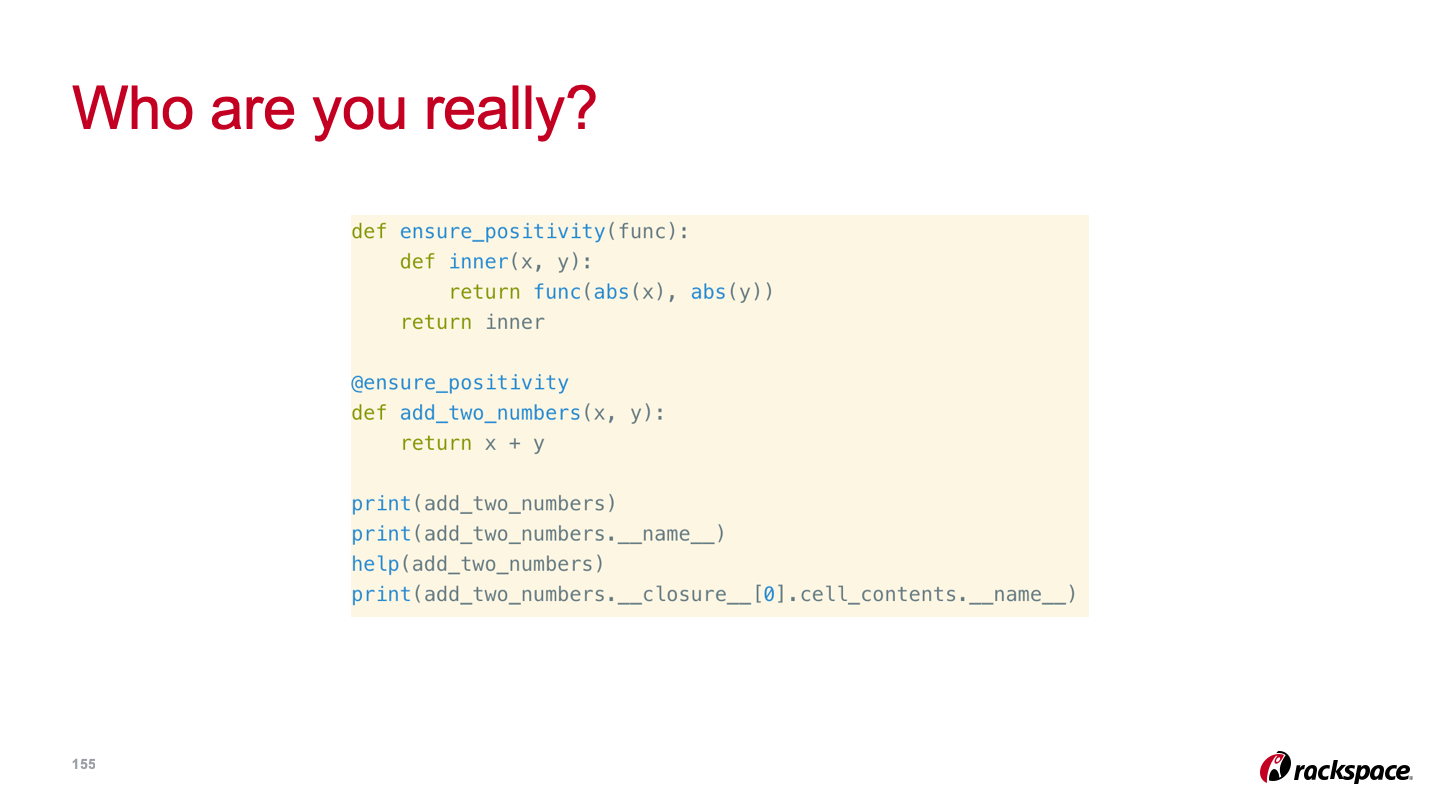 Who are you really?
def ensure_positivity(func):
    def inner(x, y):
        return func(abs(x), abs(y))
    return inner
@ensure_positivity
def add_two_numbers(x, y):
    return x + y
print(add_two_numbers)
print(add_two_numbers.__name__)
help(add_two_numbers)
print(add_two_numbers.__closure__[0].cell_contents.__name__)
155
rackspace.